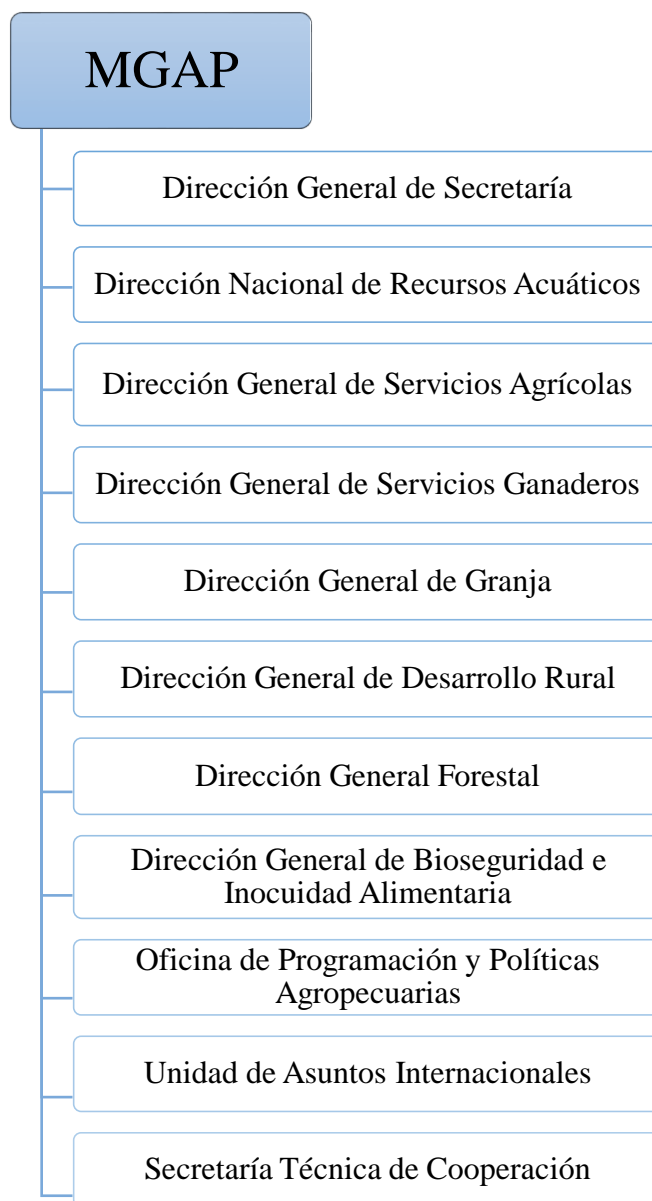 MGAP
Dirección General de Secretaría
Dirección Nacional de Recursos Acuáticos
Dirección General de Servicios Agrícolas
Dirección General de Servicios Ganaderos
Dirección General de Granja
Dirección General de Desarrollo Rural
Dirección General Forestal
Dirección General de Bioseguridad e
Inocuidad Alimentaria
Oficina de Programación y Políticas
Agropecuarias
Unidad de Asuntos Internacionales
Secretaría Técnica de Cooperación